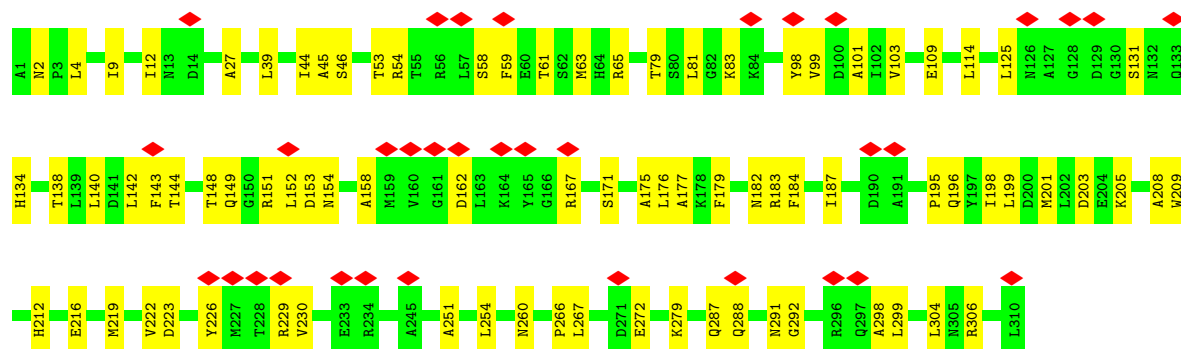 A1 N2 P3 L4 I9 I12 N13 D14 A27 L39 I44 A45 S46 T53 R54 T55 R56 L57 S58 F59 E60 T61 S62 M63 H64 R65 T79 S80 L81 G82 K83 K84 Y98 V99 D100 A101 I102 V103 E109 L114 L125 N126 A127 G128 D129 G130 S131 N132 Q133
H134 T138 L139 L140 D141 L142 F143 T144 T148 Q149 G150 R151 L152 D153 N154 A158 M159 V160 G161 D162 L163 K164 Y165 G166 R167 S171 A175 L176 A177 K178 F179 N182 R183 F184 I187 D190 A191 P195 Q196 Y197 I198 L199 D200 M201 L202 D203 E204 K205 A208 W209
H212 E216 M219 V222 D223 Y226 M227 T228 R229 V230 E233 R234 A245 A251 L254 N260 P266 L267 D271 E272 K279 Q287 Q288 N291 G292 R296 Q297 A298 L299 L304 N305 R306 L310